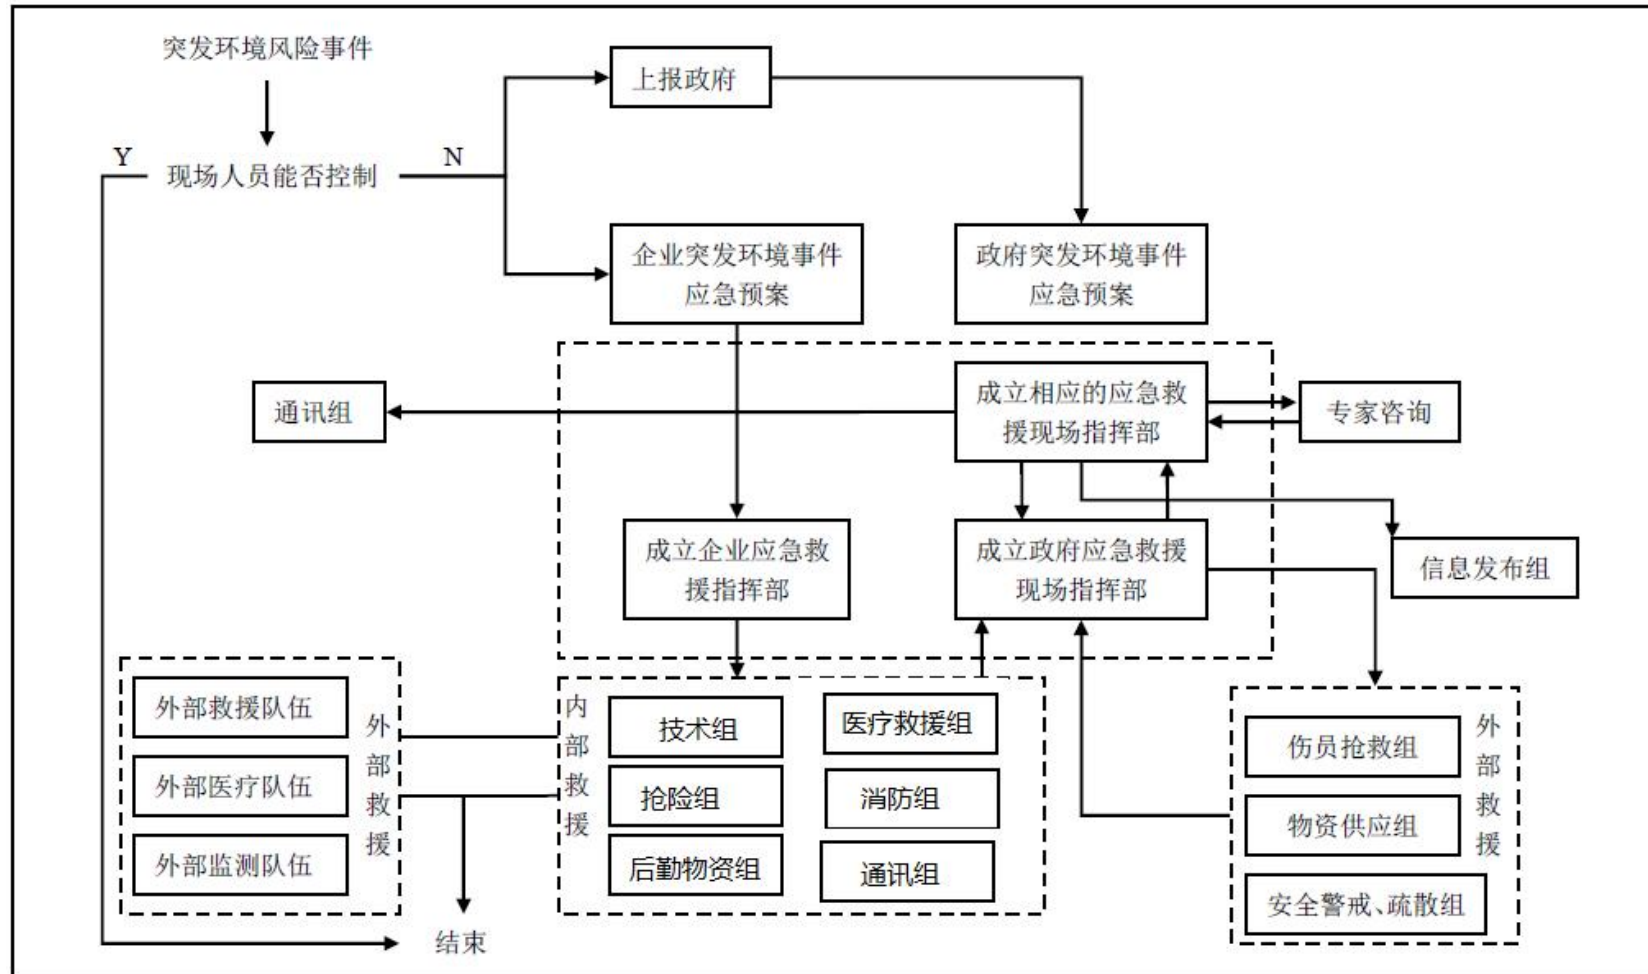 突发环境风险事件
上报政府
Y
现场人员能否控制
N
企业突发环境事件
应急预案
政府突发环境事件
应急预案
通讯组
成立相应的应急救
援现场指挥部
专家咨询
成立企业应急救
援指挥部
成立政府应急救援
现场指挥部
信息发布组
外部救援队伍
外部医疗队伍
外部监测队伍
外部救援
内部救援
技术组
医疗救援组
抢险组
消防组
后勤物资组
通讯组
伤员抢救组
物资供应组
安全警戒、疏散组
外部救援
结束